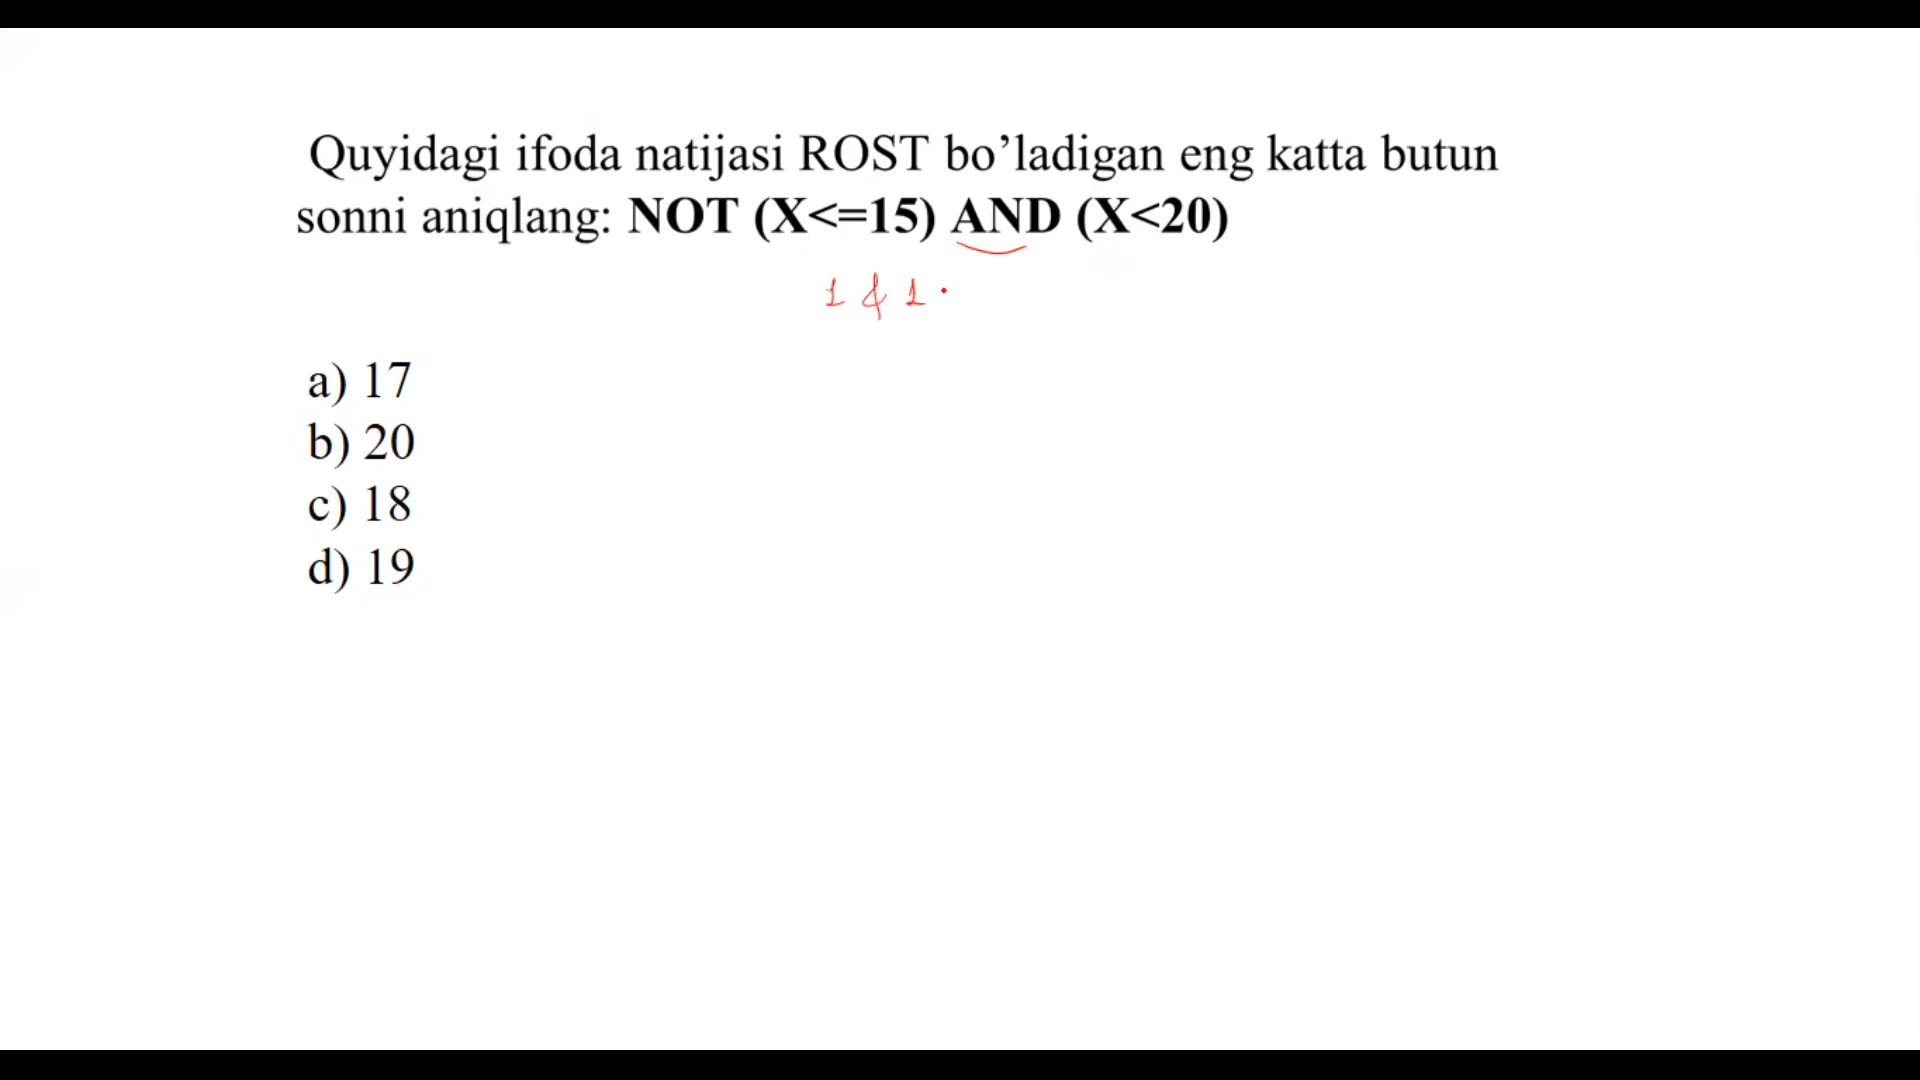 Quyidagi ifoda natijasi ROST bo’ladigan eng katta butun
sonni aniqlang: NOT (X<=15) AND (X<20)
1 & 1
a) 17
b) 20
c) 18
d) 19